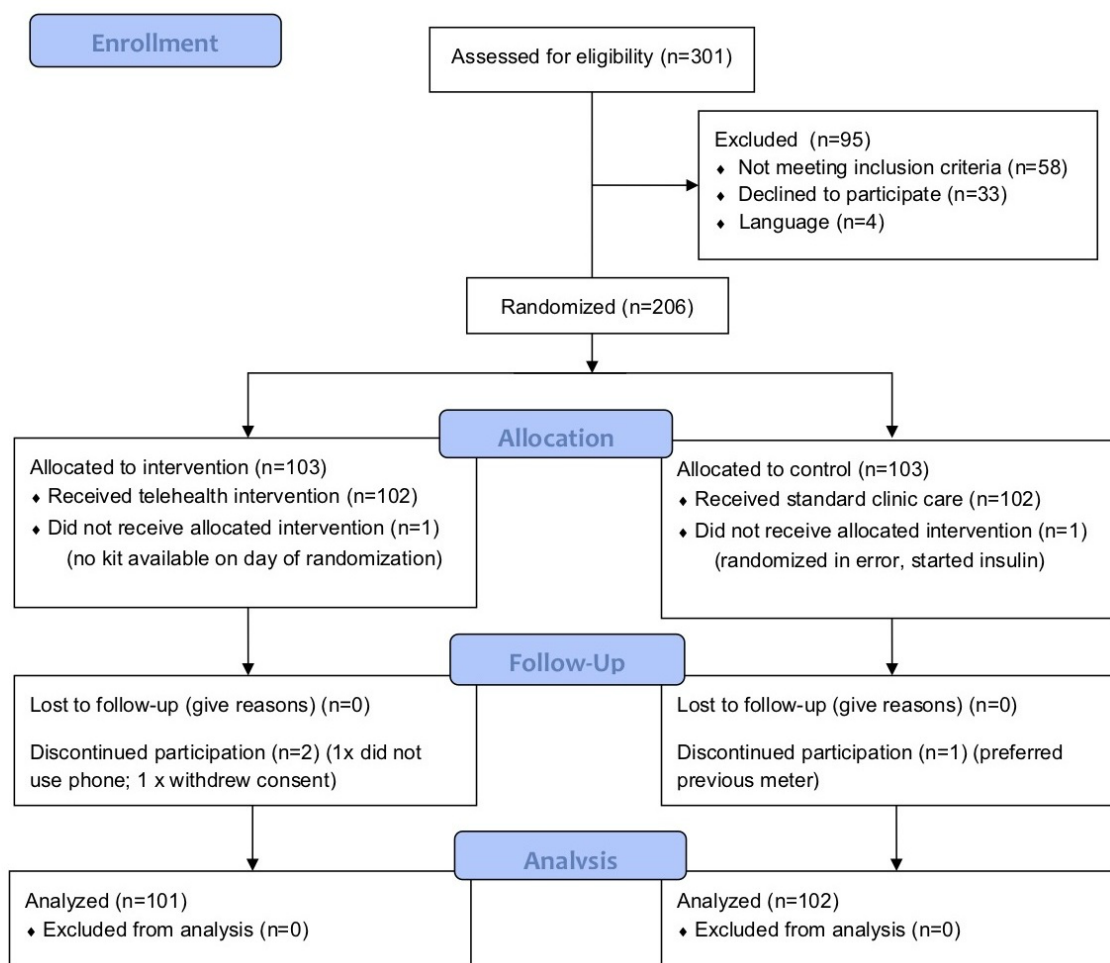 Enrollment
Assessed for eligibility (n=301)
Excluded (n=95)
♦ Not meeting inclusion criteria (n=58)
♦ Declined to participate (n=33)
♦ Language (n=4)
Randomized (n=206)
Allocation
Allocated to intervention (n=103)
♦ Received telehealth intervention (n=102)
♦ Did not receive allocated intervention (n=1)
(no kit available on day of randomization)
Allocated to control (n=103)
♦ Received standard clinic care (n=102)
♦ Did not receive allocated intervention (n=1)
(randomized in error, started insulin)
Follow-Up
Lost to follow-up (give reasons) (n=0)
Discontinued participation (n=2) (1x did not
use phone; 1 x withdrew consent)
Lost to follow-up (give reasons) (n=0)
Discontinued participation (n=1) (preferred
previous meter)
Analysis
Analyzed (n=101)
♦ Excluded from analysis (n=0)
Analyzed (n=102)
♦ Excluded from analysis (n=0)